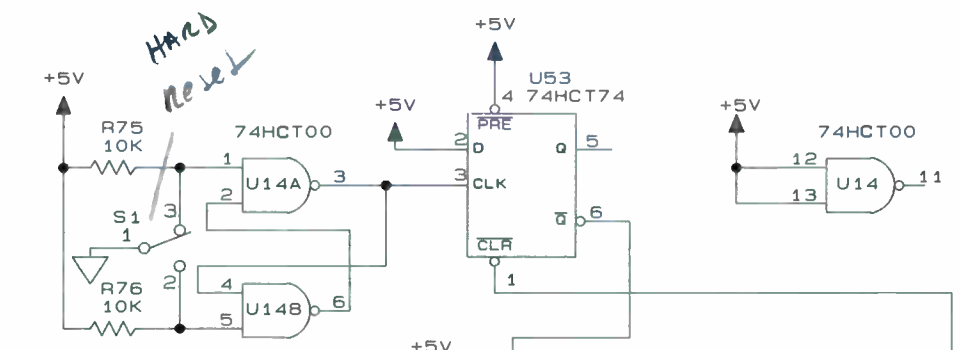 HARD
Reset
+5V
+5V
U53
74HCT74
+5V
+5V
R75
10K
74HCT00
74HCT00
4
PRE
1
2
U14A
3
2
D
Q
5
3
CLK
12
13
U14
11
S1
1
3
2
Q
6
CLR
1
R76
10K
4
5
U14B
6
+5V